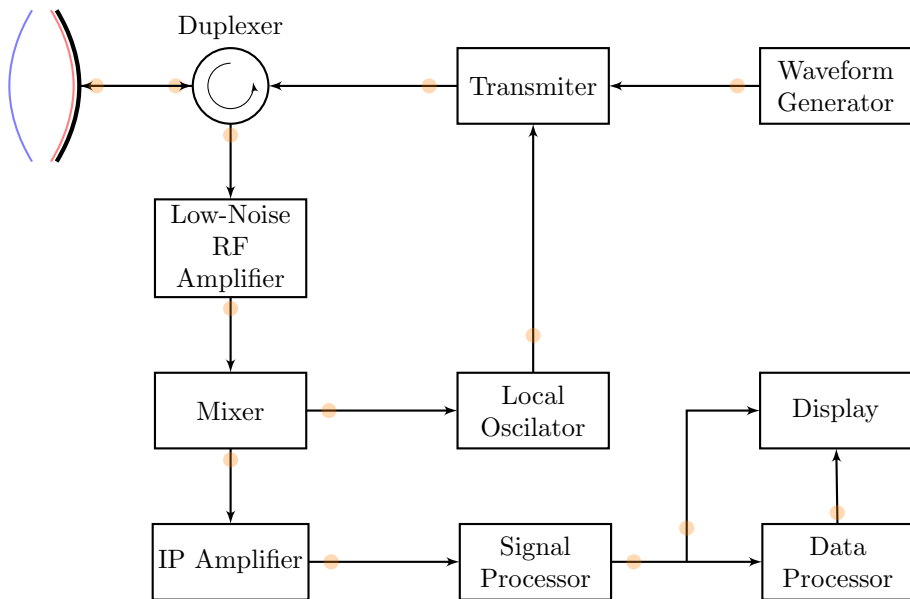 Duplexer
Transmiter
Waveform
Generator
Low-Noise
RF
Amplifier
Mixer
Local
Oscilator
Display
IP Amplifier
Signal
Processor
Data
Processor